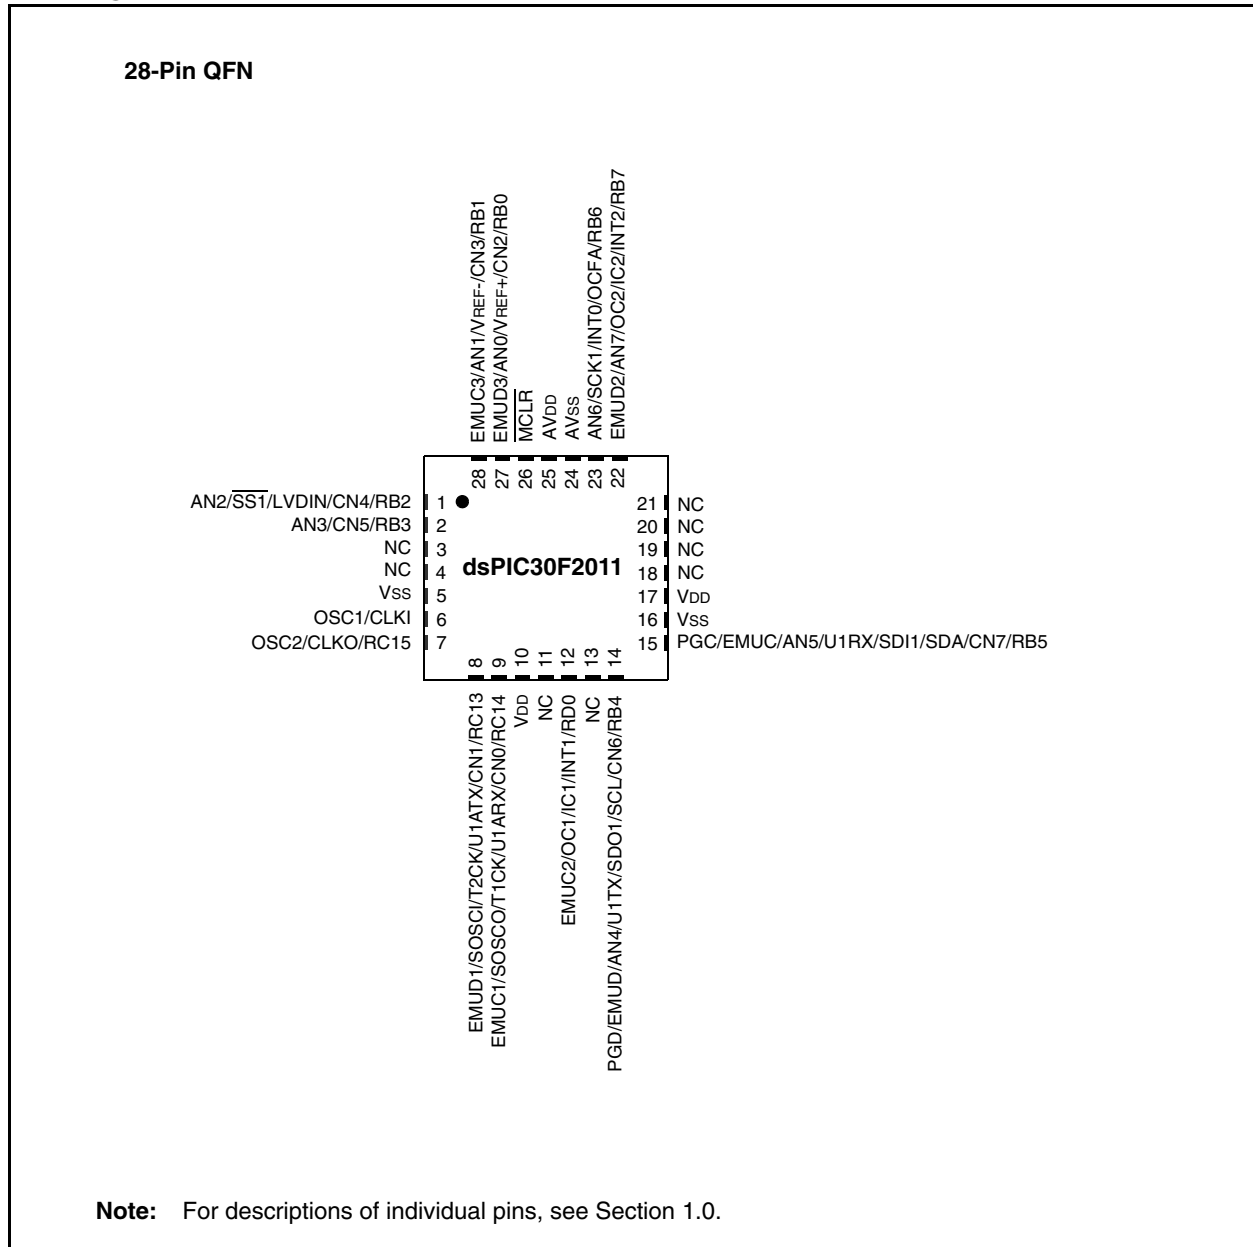 28-Pin QFN
EMUC3/AN1/VREF-/CN3/RB1
EMUD3/AN0/VREF+/CN2/RB0
MCLR
AVDD
AVSS
AN6/SCK1/INT0/OCFA/RB6
EMUD2/AN7/OC2/IC2/INT2/RB7
28
27
26
25
24
23
22
AN2/SS1/LVDIN/CN4/RB2 1
AN3/CN5/RB3 2
NC 3
NC 4
VSS 5
OSC1/CLKI 6
OSC2/CLKO/RC15 7
dsPIC30F2011
21 NC
20 NC
19 NC
18 NC
17 VDD
16 VSS
15 PGC/EMUC/AN5/U1RX/SDI1/SDA/CN7/RB5
8
9
10
11
12
13
14
EMUD1/SOSCI/T2CK/U1ATX/CN1/RC13
EMUC1/SOSCO/T1CK/U1ARX/CN0/RC14
VDD
NC
EMUC2/OC1/IC1/INT1/RD0
NC
PGD/EMUD/AN4/U1TX/SDO1/SCL/CN6/RB4
Note: For descriptions of individual pins, see Section 1.0.